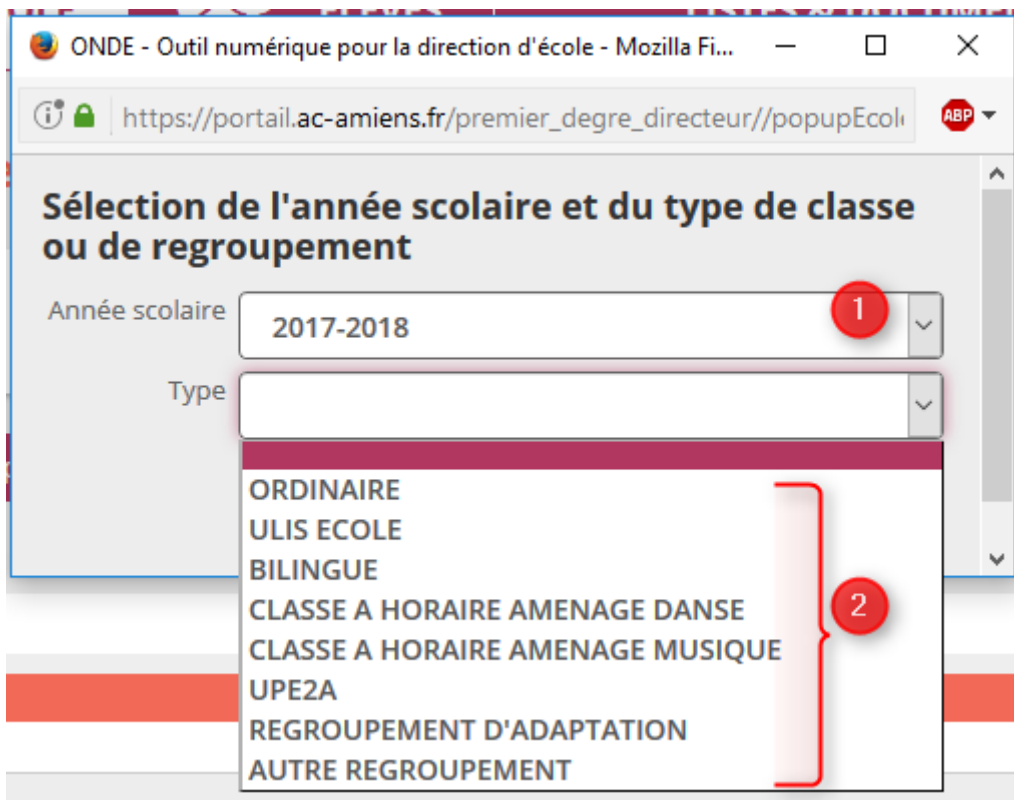 ELEVES
ONDE - Outil numérique pour la direction d'école - Mozilla Fi...
https://portail.ac-amiens.fr/premier_degre_directeur//popupEcol
ABP
Sélection de l'année scolaire et du type de classe
ou de regroupement
Année scolaire
2017-2018
1
Type
ORDINAIRE
ULIS ECOLE
BILINGUE
CLASSE A HORAIRE AMENAGE DANSE
CLASSE A HORAIRE AMENAGE MUSIQUE
UPE2A
REGROUPEMENT D'ADAPTATION
AUTRE REGROUPEMENT
2